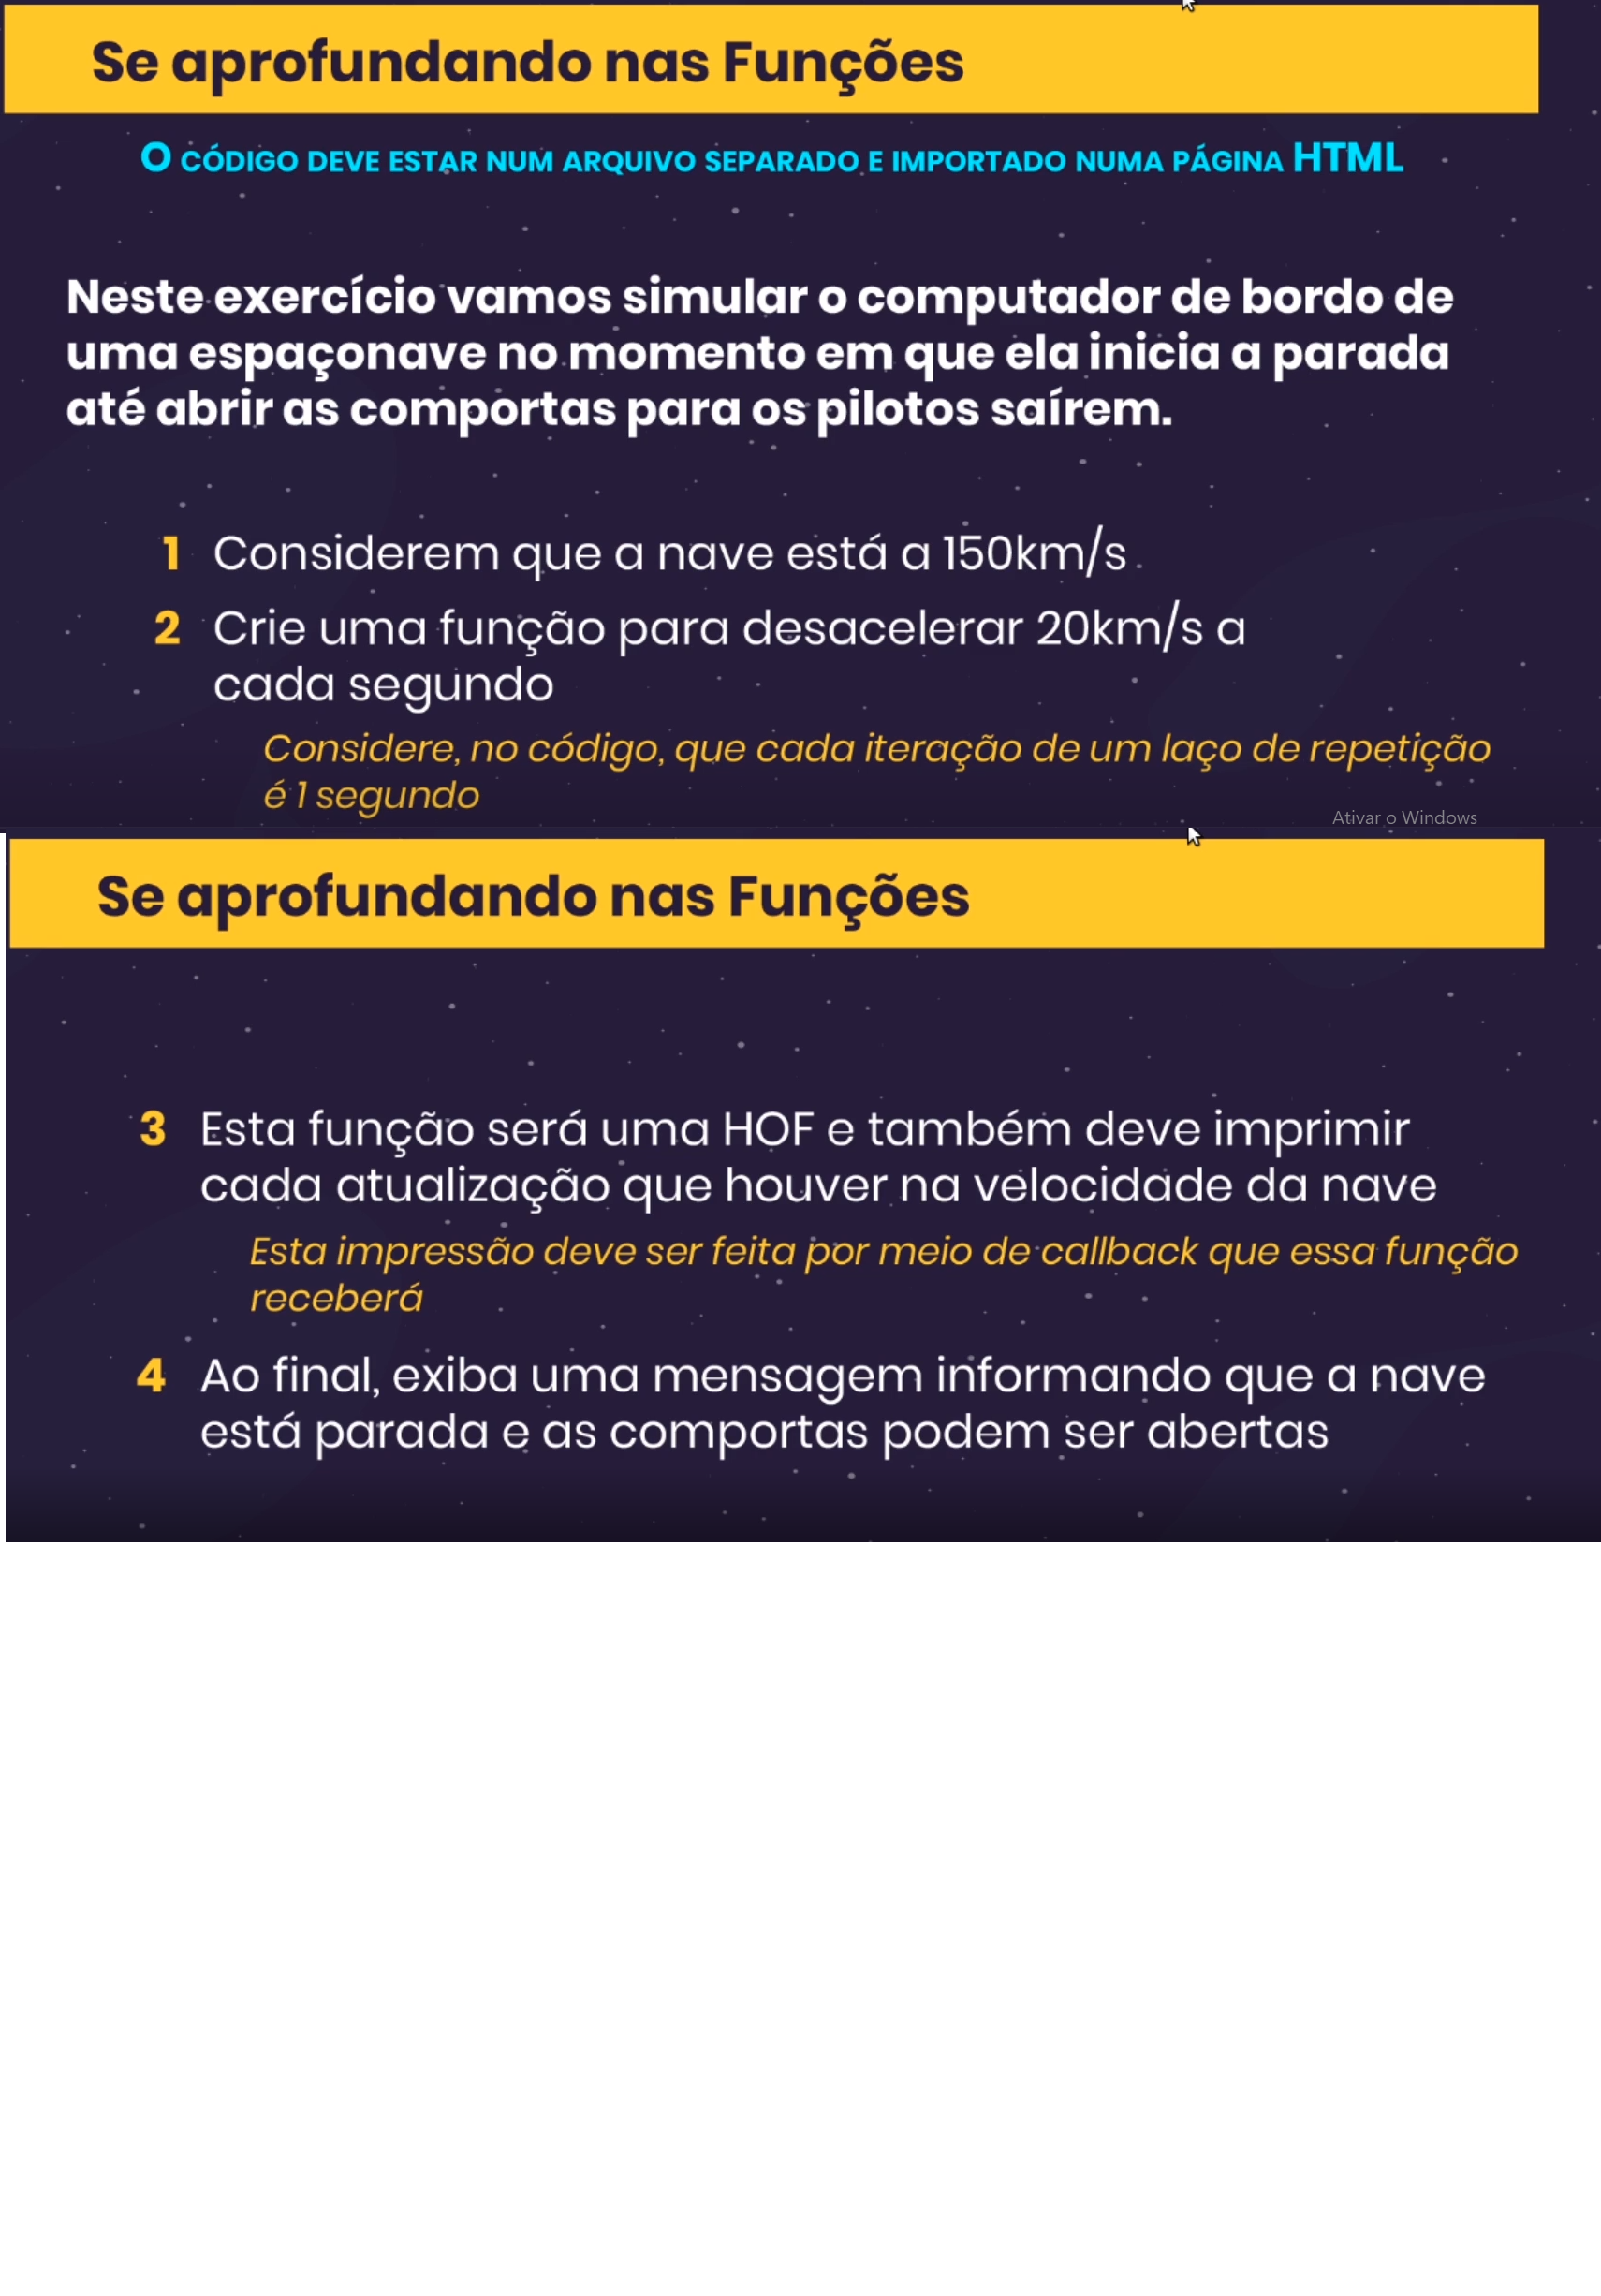 Se aprofundando nas Funções
O CÓDIGO DEVE ESTAR NUM ARQUIVO SEPARADO E IMPORTADO NUMA PÁGINA HTML
Neste exercício vamos simular o computador de bordo de
uma espaçonave no momento em que ela inicia a parada
até abrir as comportas para os pilotos saírem.
1 Considerem que a nave está a 150km/s
2 Crie uma função para desacelerar 20km/s a
cada segundo
Considere, no código, que cada iteração de um laço de repetição
é 1 segundo
Ativar o Windows
Se aprofundando nas Funções
3 Esta função será uma HOF e também deve imprimir
cada atualização que houver na velocidade da nave
Esta impressão deve ser feita por meio de callback que essa função
receberá
4 Ao final, exiba uma mensagem informando que a nave
está parada e as comportas podem ser abertas